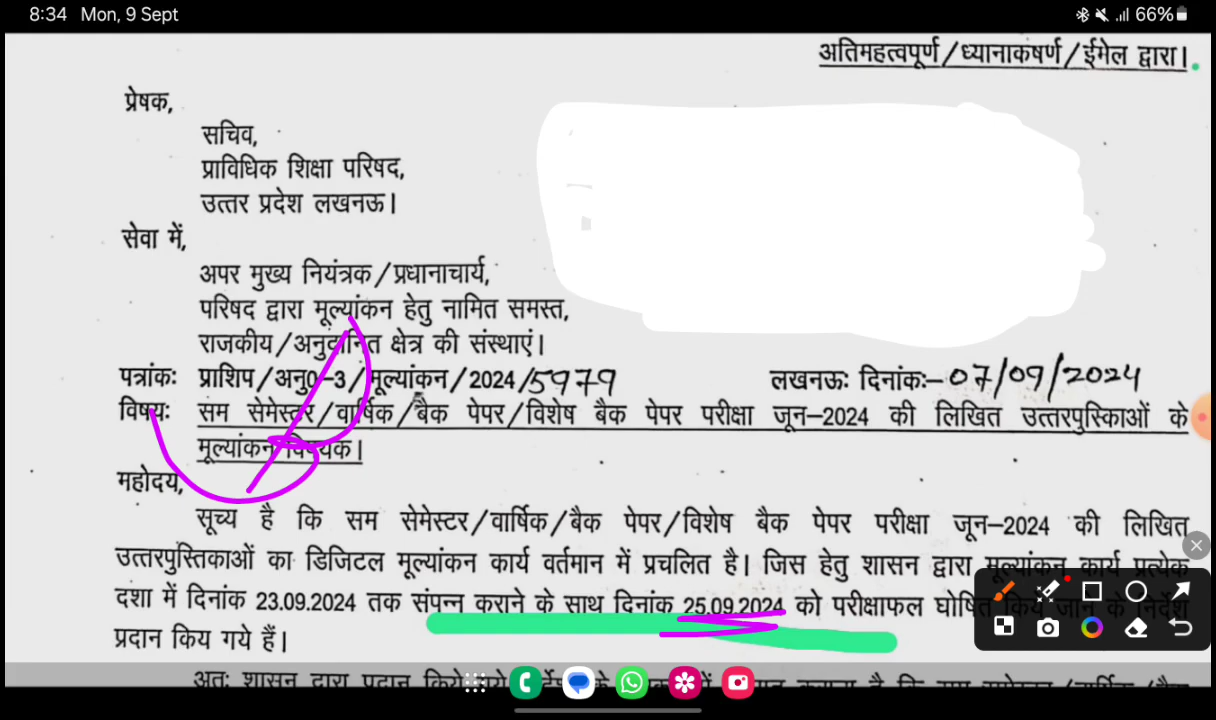 8:34 Mon, 9 Sept 66%
अतिमहत्वपूर्ण/ध्यानाकषर्ण/ईमेल द्वारा।
प्रेषक,
सचिव,
प्राविधिक शिक्षा परिषद,
उत्तर प्रदेश लखनऊ।
सेवा में,
अपर मुख्य नियंत्रक/प्रधानाचार्य,
परिषद द्वारा मूल्यांकन हेतु नामित समस्त,
राजकीय/अनुदानित क्षेत्र की संस्थाएं।
पत्रांकः प्राशिप/अनु0-3/मूल्यांकन/2024/5979 लखनऊः दिनांकः-07/09/2024
विषयः सम सेमेस्टर/वार्षिक/बैक पेपर/विशेष बैक पेपर परीक्षा जून-2024 की लिखित उत्तरपुस्किाओं के
मूल्यांकन विषयक।
महोदय,
सूच्य है कि सम सेमेस्टर/वार्षिक/बैक पेपर/विशेष बैक पेपर परीक्षा जून-2024 की लिखित
उत्तरपुस्तिकाओं का डिजिटल मूल्यांकन कार्य वर्तमान में प्रचलित है। जिस हेतु शासन द्वारा मूल्यांकन कार्य प्रत्येक
दशा में दिनांक 23.09.2024 तक संपन्न कराने के साथ दिनांक 25.09.2024 को परीक्षाफल घोषित किये जाने के निर्देश
प्रदान किय गये हैं।
अतः शासन द्वारा प्रदान किये